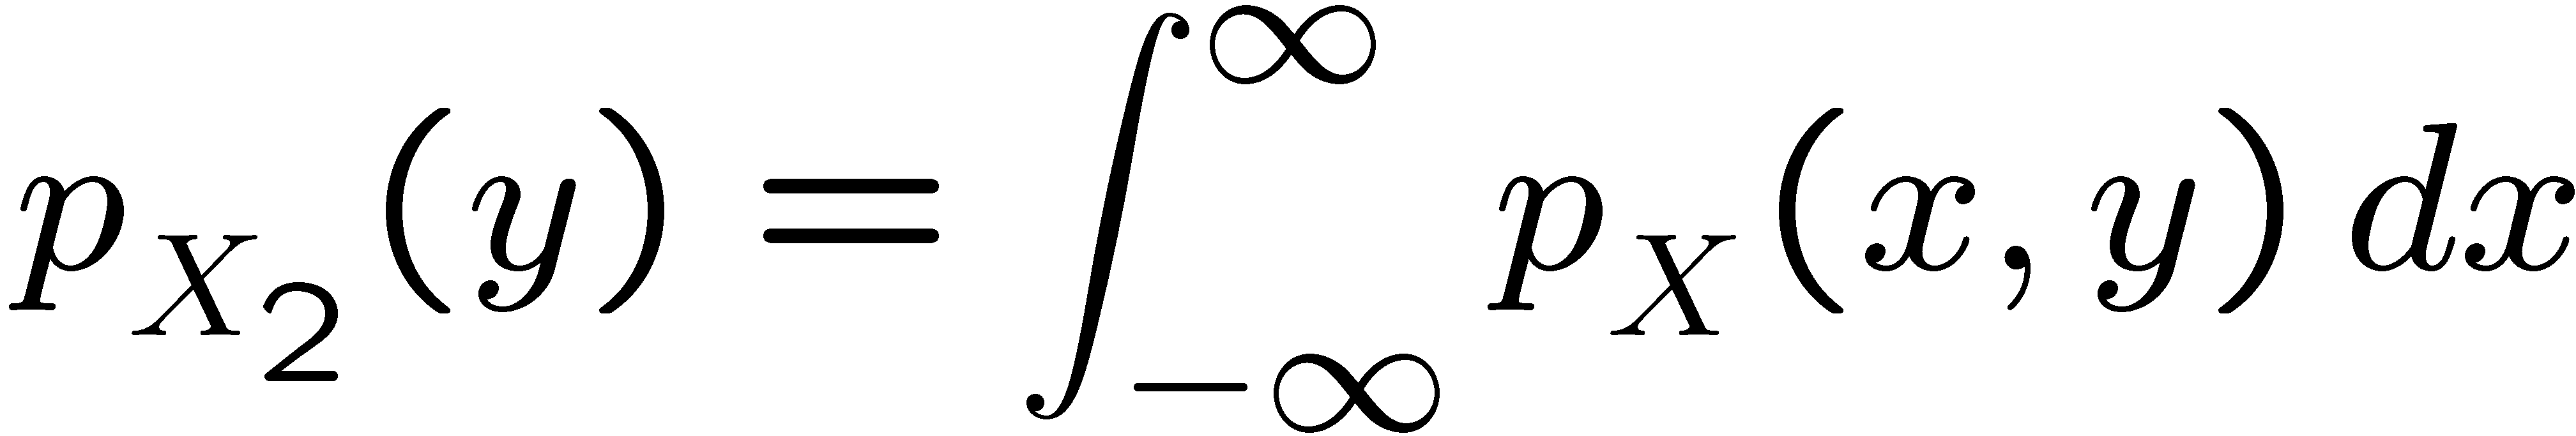 p_{X_2}(y) = \int_{-\infty}^{\infty} p_X(x, y) \, dx